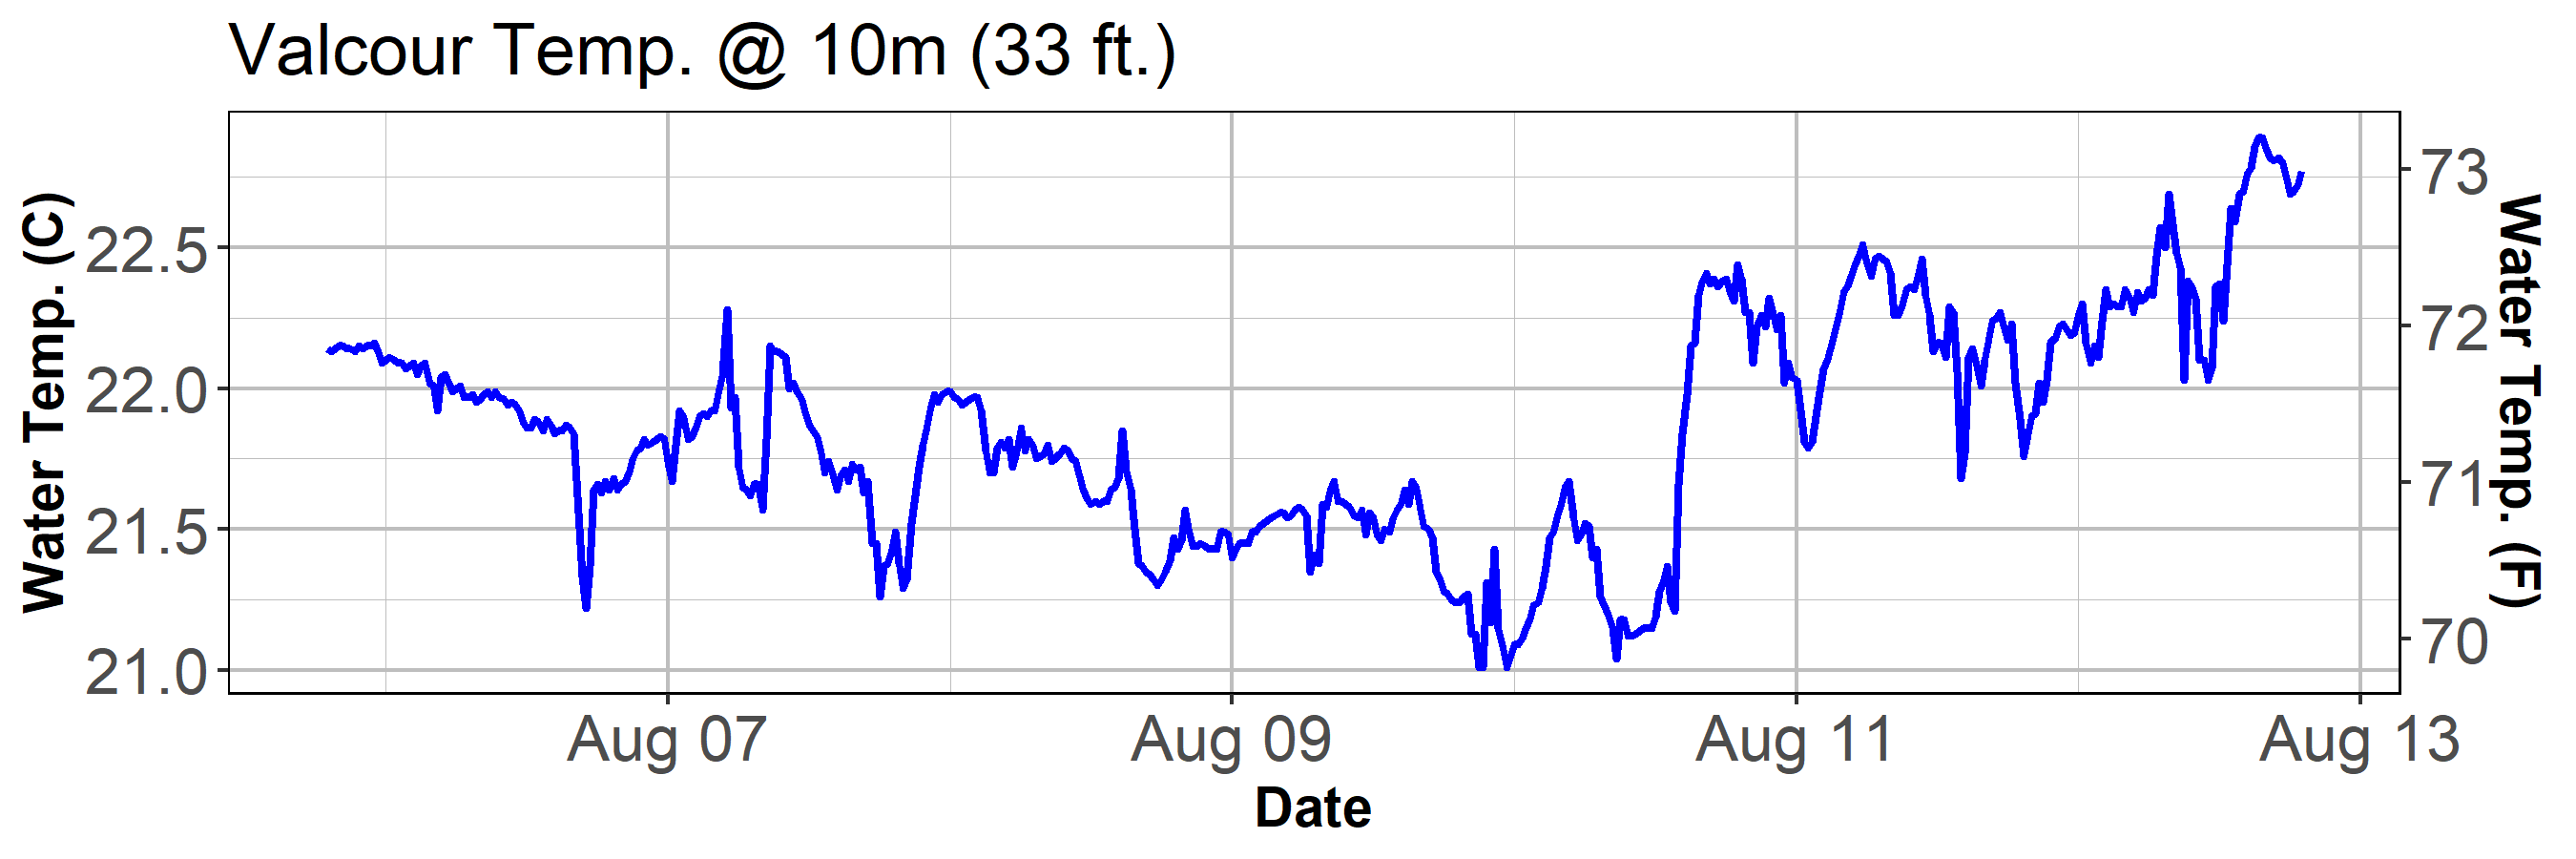 Valcour Temp. @ 10m (33 ft.)
Water Temp. (C)
22.5
22.0
21.5
21.0
73
72
71
70
Water Temp. (F)
Aug 07 Aug 09 Aug 11 Aug 13
Date